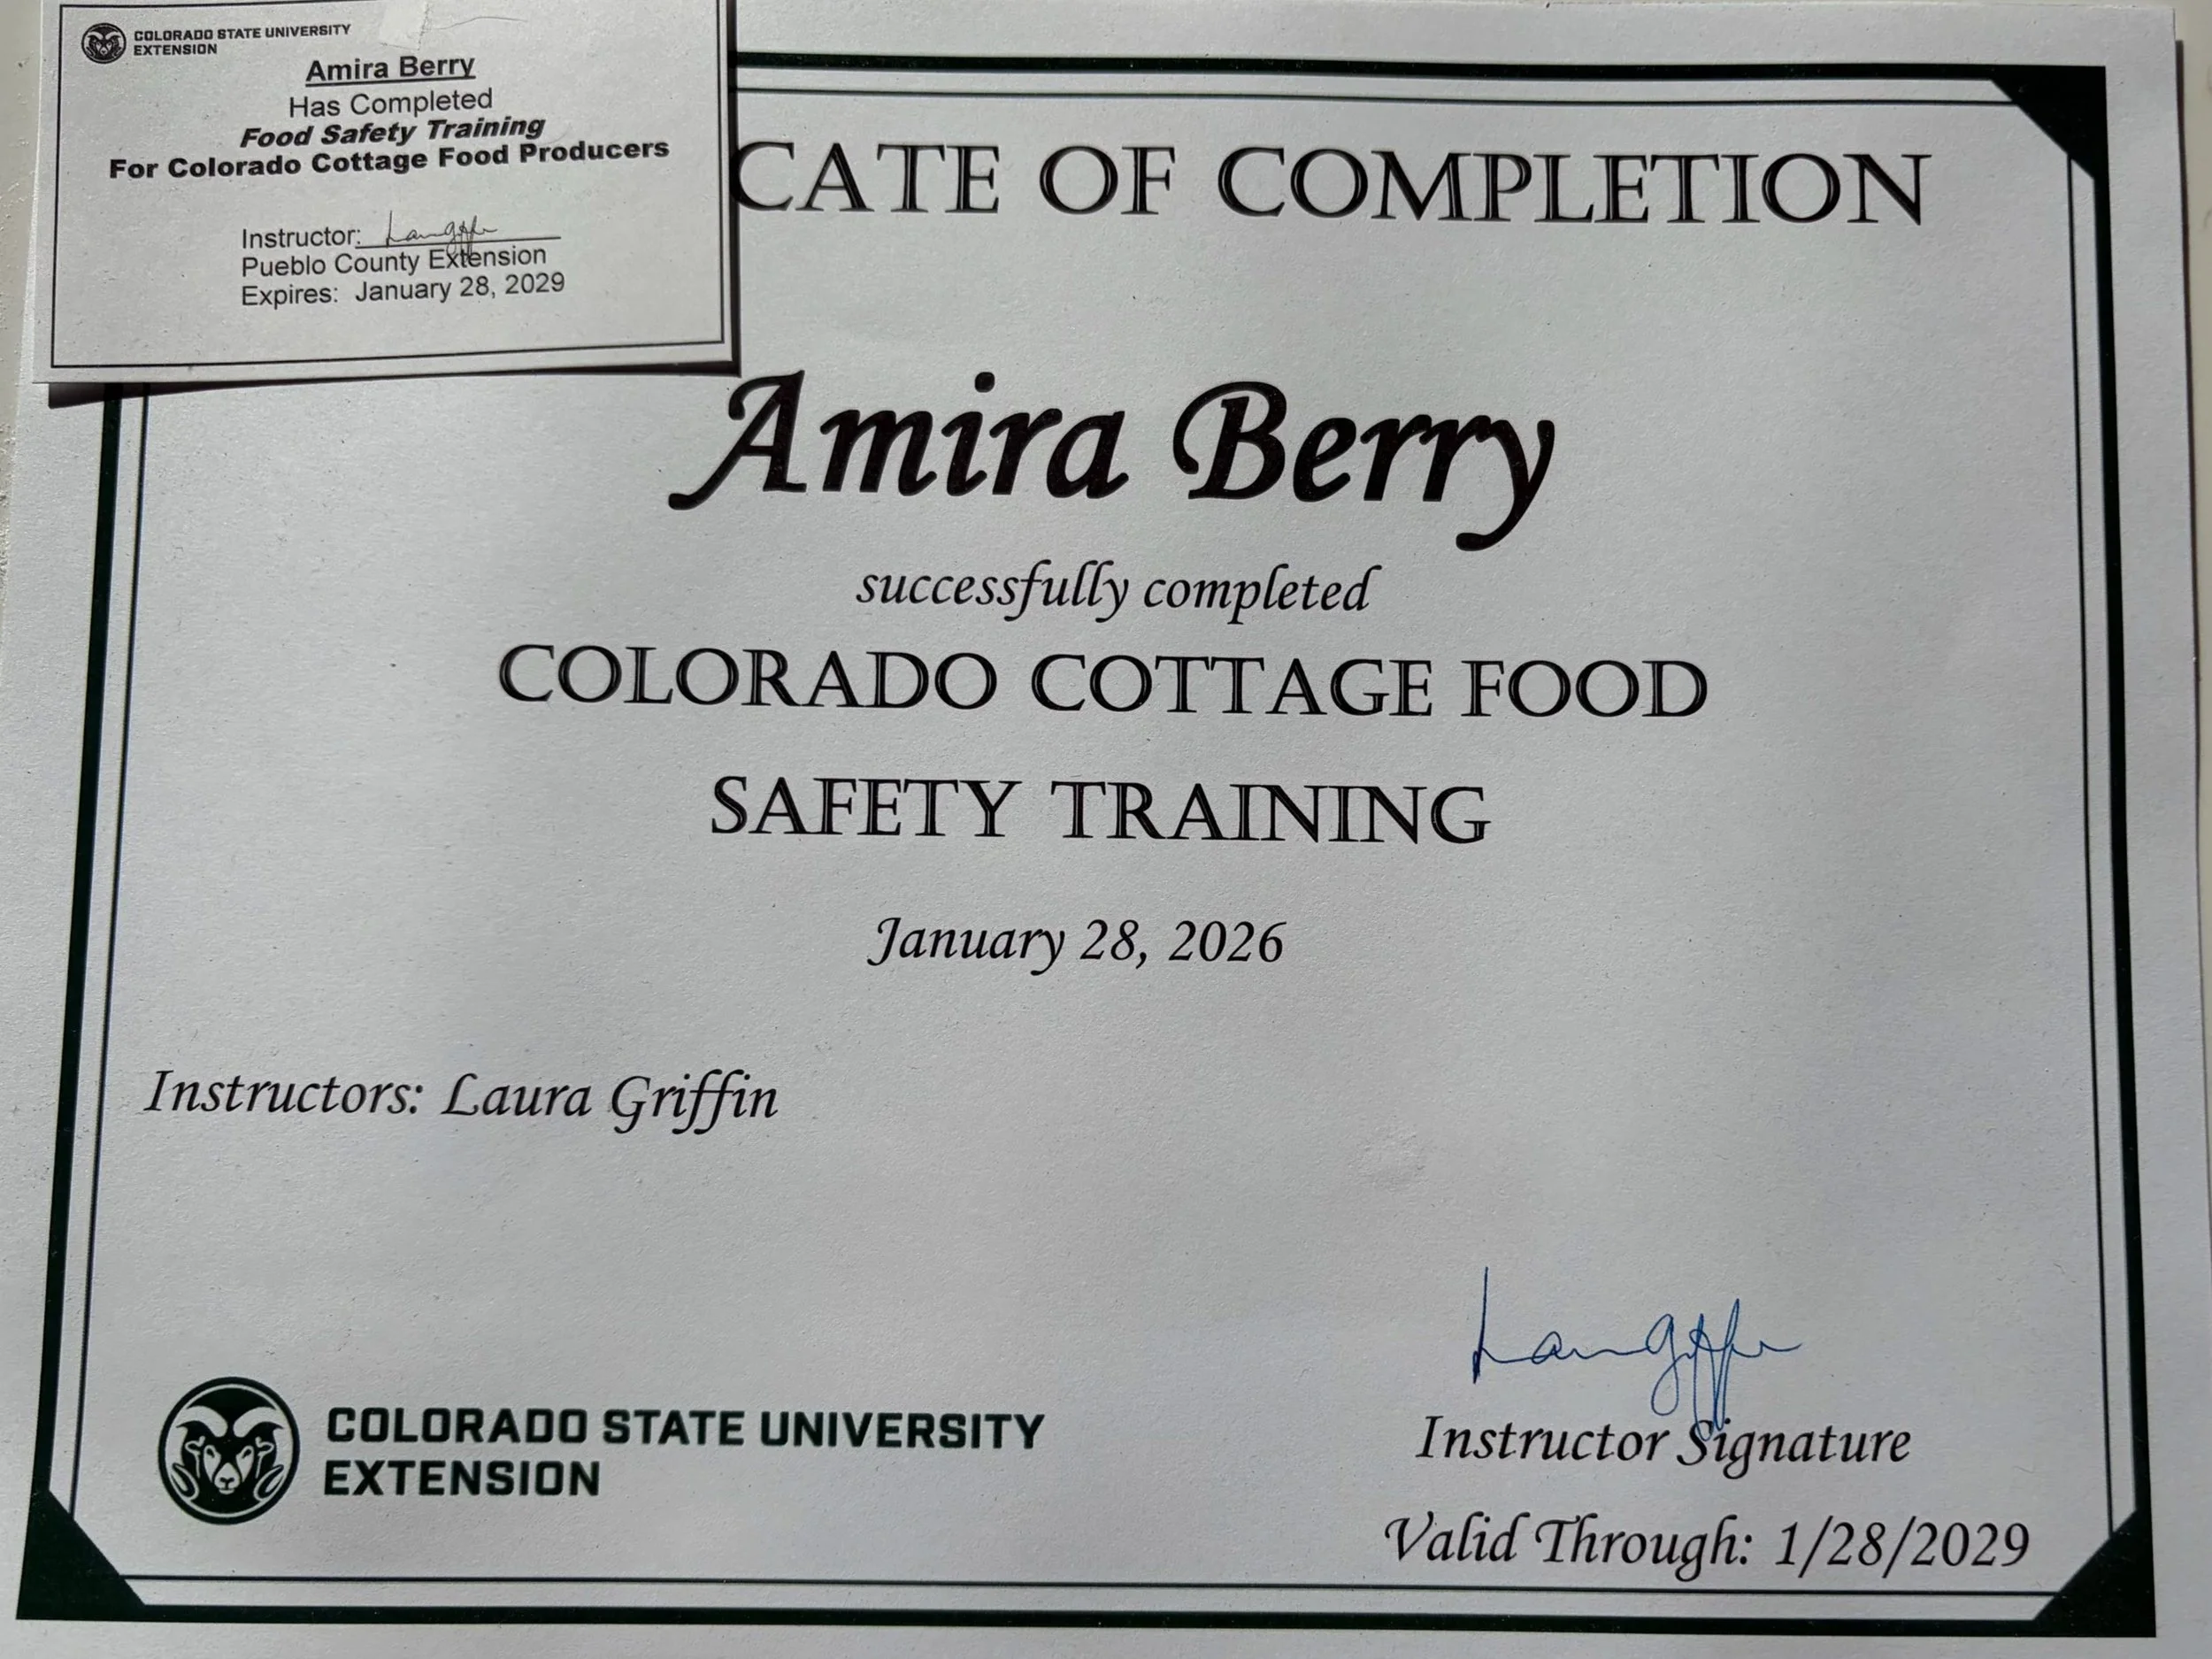 COLORADO STATE UNIVERSITY
EXTENSION
Amira Berry
Has Completed
Food Safety Training
For Colorado Cottage Food Producers
Instructor:
Pueblo County Extension
Expires: January 28, 2029
CATE OF COMPLETION
Amira Berry
successfully completed
COLORADO COTTAGE FOOD
SAFETY TRAINING
January 28, 2026
Instructors: Laura Griffin
COLORADO STATE UNIVERSITY
EXTENSION
Instructor Signature
Valid Through: 1/28/2029